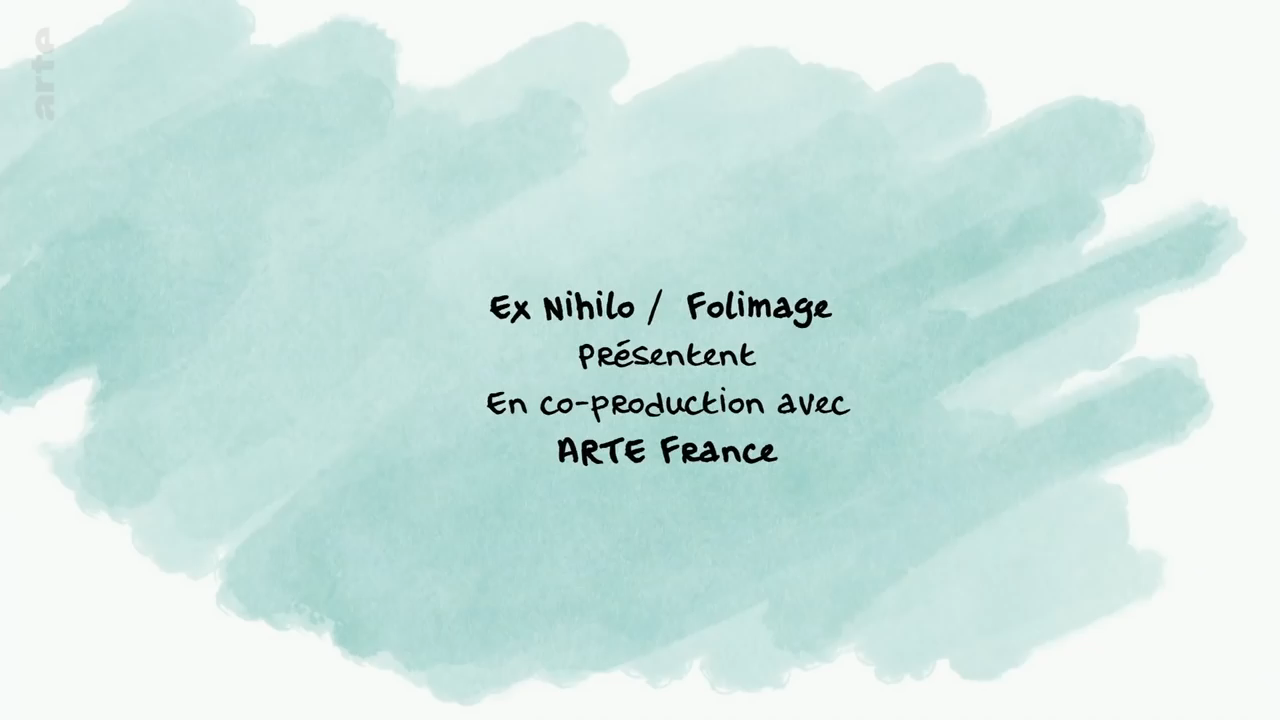 arte
Ex Nihilo / Folimage
Présentent
En co-production avec
ARTE France